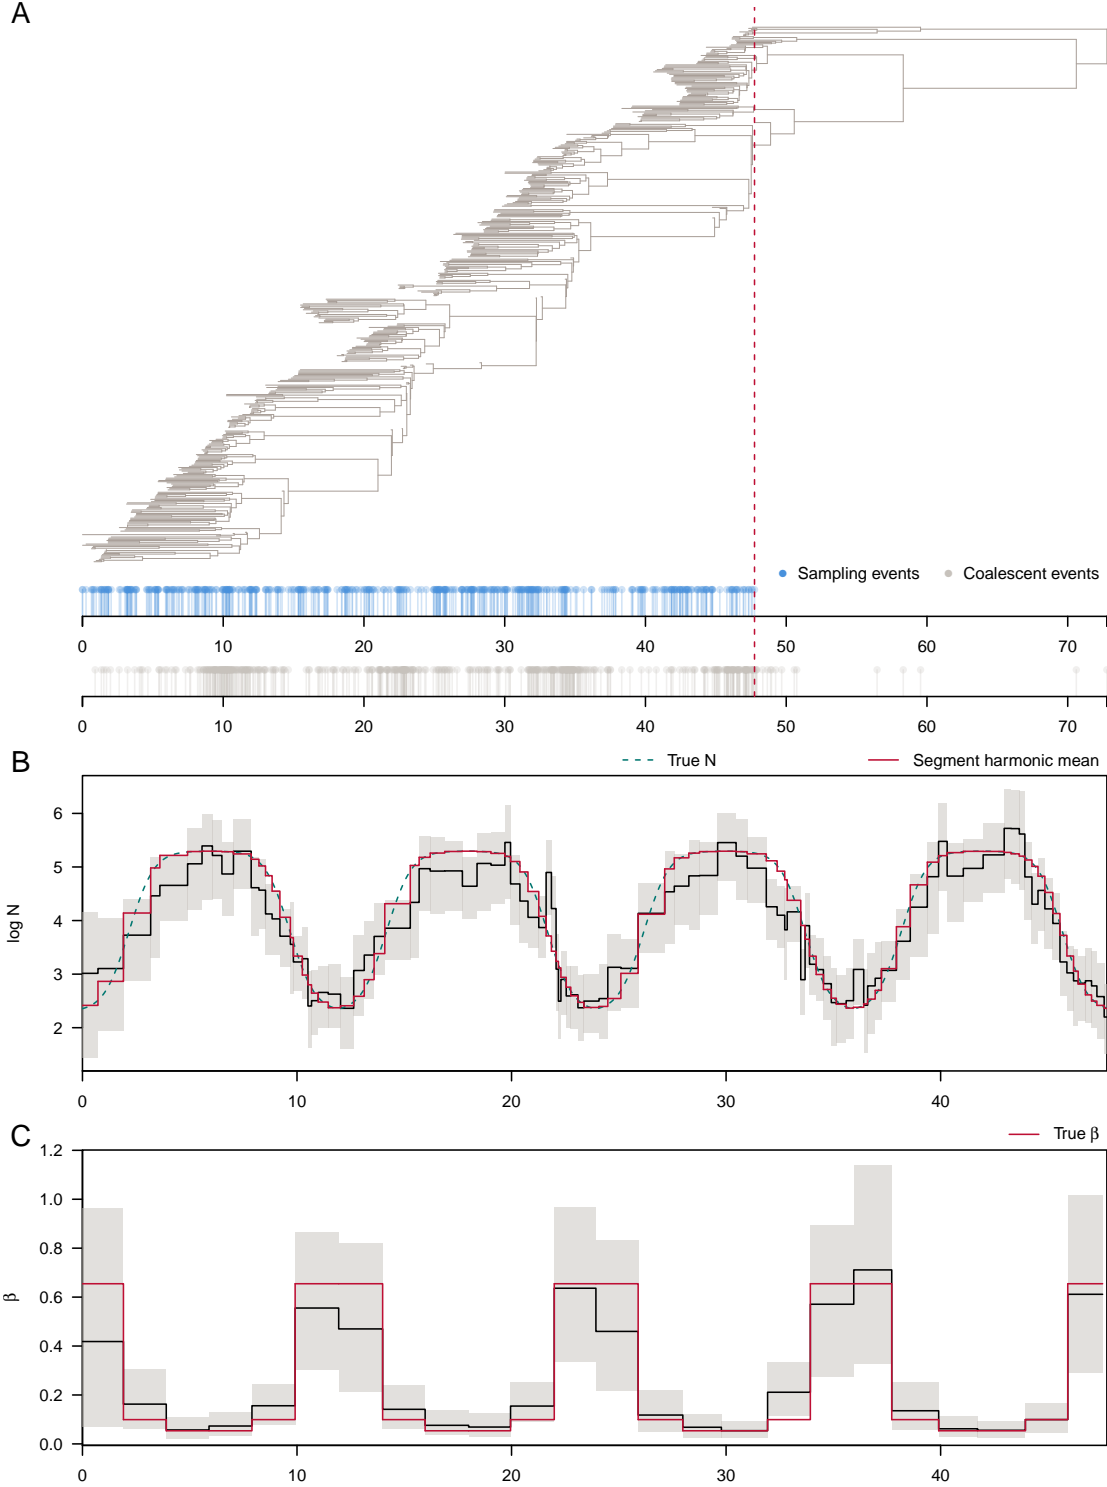 A
Sampling events Coalescent events
0 10 20 30 40 50 60 70
0 10 20 30 40 50 60 70
B
True N Segment harmonic mean
6
5
4
3
2
log N
0 10 20 30 40
C
True β
1.2
1.0
0.8
0.6
0.4
0.2
0.0
β
0 10 20 30 40